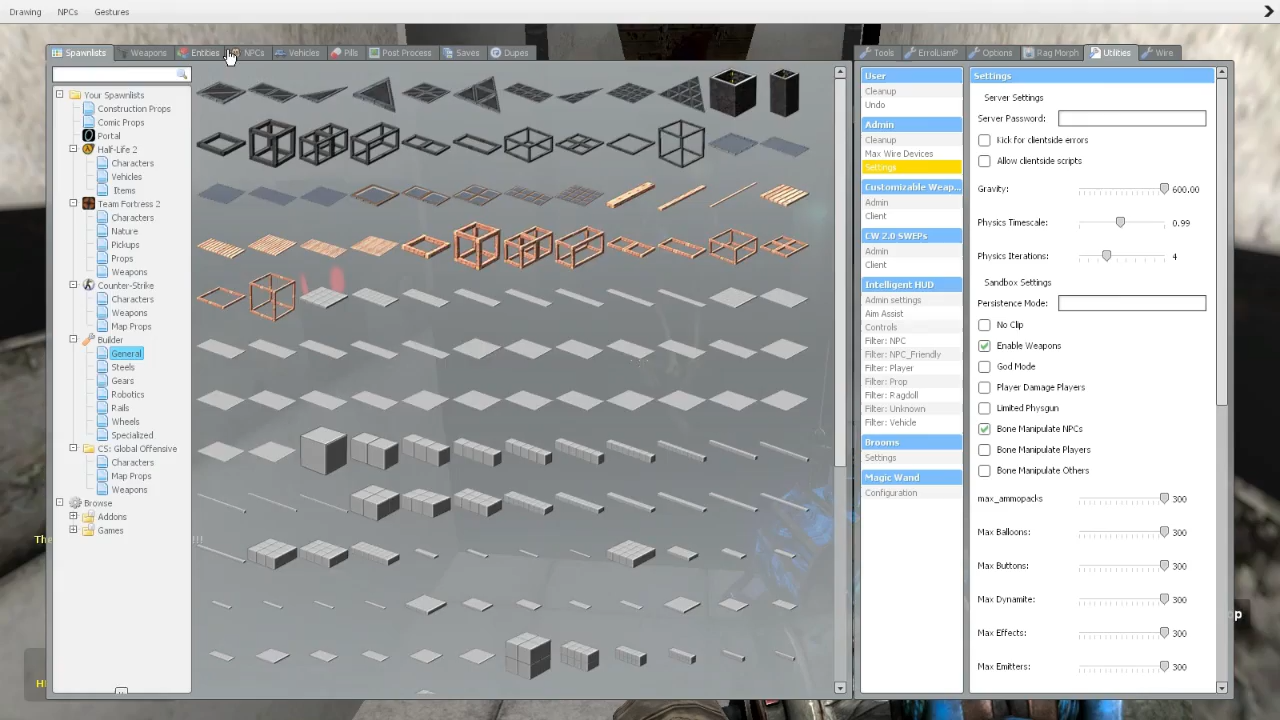 Drawing NPCs Gestures
Spawnlists Weapons Entities NPCs Vehicles Pills Post Process Saves Dupes
Your Spawnlists
Construction Props
Comic Props
Portal
Half-Life 2
Characters
Vehicles
Items
Team Fortress 2
Characters
Nature
Pickups
Props
Weapons
Counter-Strike
Characters
Weapons
Map Props
Builder
General
Steels
Gears
Robotics
Rails
Wheels
Specialized
CS: Global Offensive
Characters
Map Props
Weapons
Browse
Addons
Games
Tools ErrolLiamP Options Rag Morph Utilities Wire
User
Cleanup
Undo
Admin
Cleanup
Max Wire Devices
Settings
Customizable Weap...
Admin
Client
CW 2.0 SWEPs
Admin
Client
Intelligent HUD
Admin settings
Aim Assist
Controls
Filter: NPC
Filter: NPC_Friendly
Filter: Player
Filter: Prop
Filter: Ragdoll
Filter: Unknown
Filter: Vehicle
Brooms
Settings
Magic Wand
Configuration
Settings
Server Settings
Server Password:
Kick for clientside errors
Allow clientside scripts
Gravity: 600.00
Physics Timescale: 0.99
Physics Iterations: 4
Sandbox Settings
Persistence Mode:
No Clip
Enable Weapons
God Mode
Player Damage Players
Limited Physgun
Bone Manipulate NPCs
Bone Manipulate Players
Bone Manipulate Others
max_ammopacks 300
Max Balloons: 300
Max Buttons: 300
Max Dynamite: 300
Max Effects: 300
Max Emitters: 300